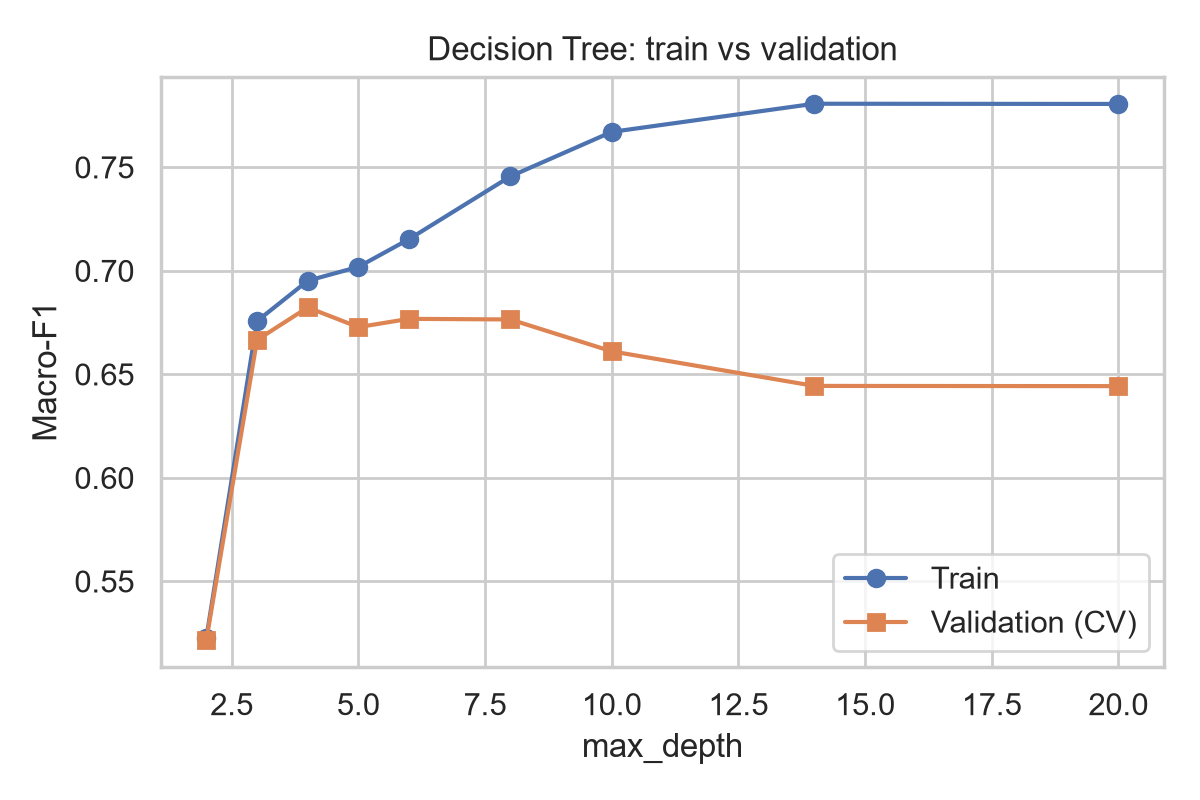 Decision Tree: train vs validation
Macro-F1
0.75
0.70
0.65
0.60
0.55
Train
Validation (CV)
2.5 5.0 7.5 10.0 12.5 15.0 17.5 20.0
max_depth